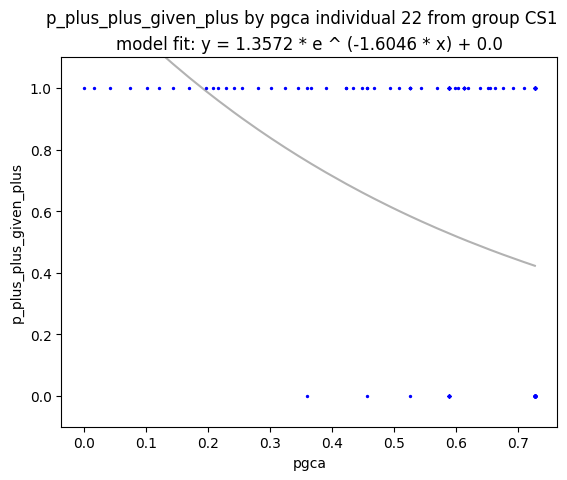 p_plus_plus_given_plus by pgca individual 22 from group CS1
model fit: y = 1.3572 * e ^ (-1.6046 * x) + 0.0
1.0
0.8
0.6
0.4
0.2
0.0
p_plus_plus_given_plus
0.0 0.1 0.2 0.3 0.4 0.5 0.6 0.7
pgca